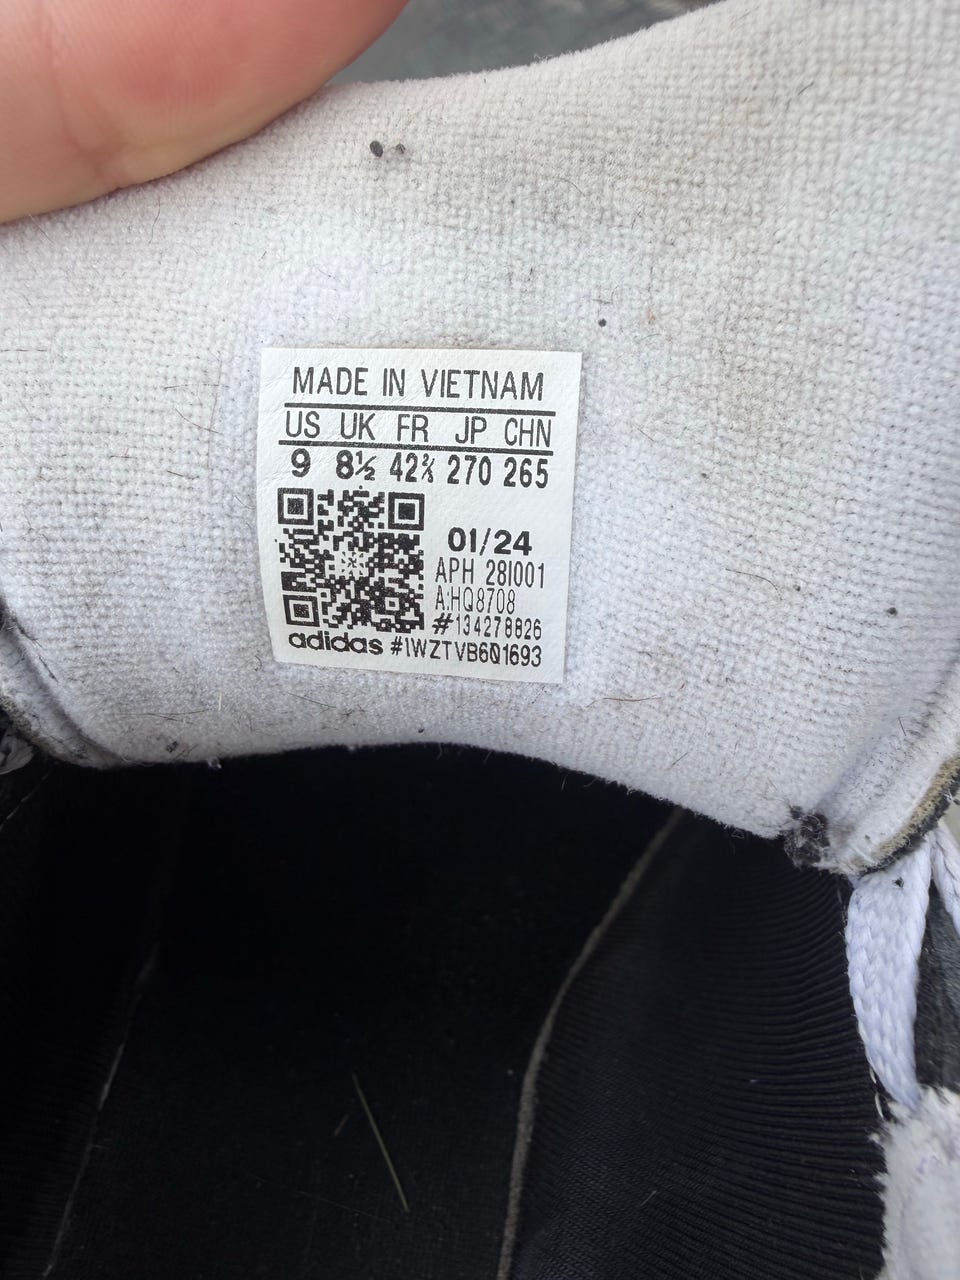 MADE IN VIETNAM
US UK FR JP CHN
9 8½ 42⅔ 270 265
01/24
APH 28I001
A:HQ8708
#134278826
adidas #IWZTVB6Q1693